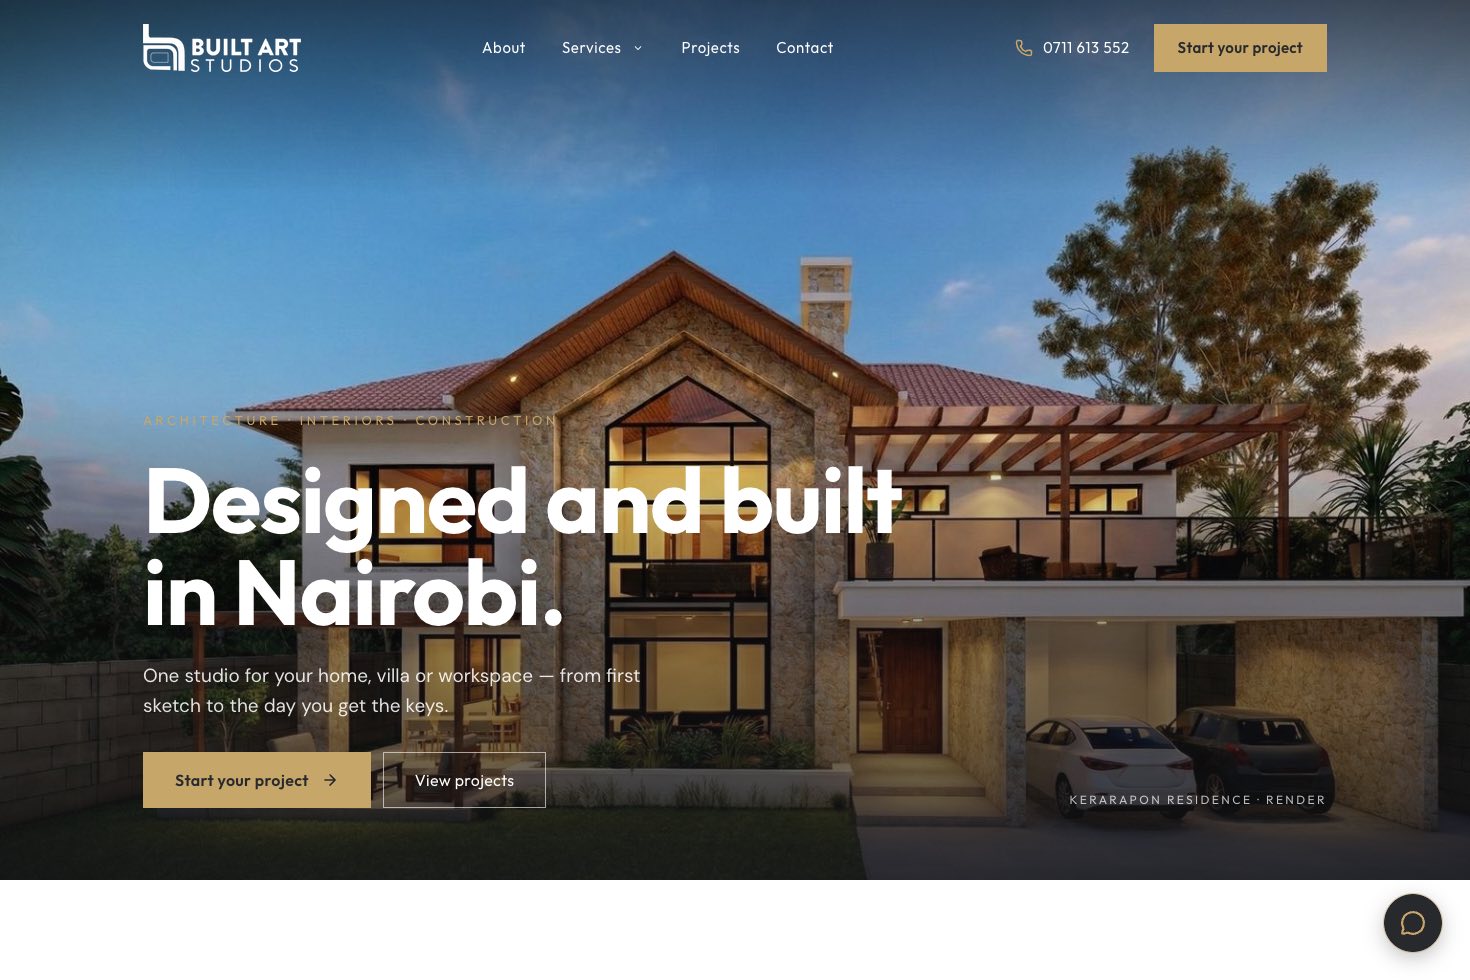 BUILT ART
STUDIOS
About
Services
Projects
Contact
0711 613 552
Start your project
ARCHITECTURE · INTERIORS · CONSTRUCTION
Designed and built
in Nairobi.
One studio for your home, villa or workspace — from first
sketch to the day you get the keys.
Start your project
View projects
KERARAPON RESIDENCE · RENDER